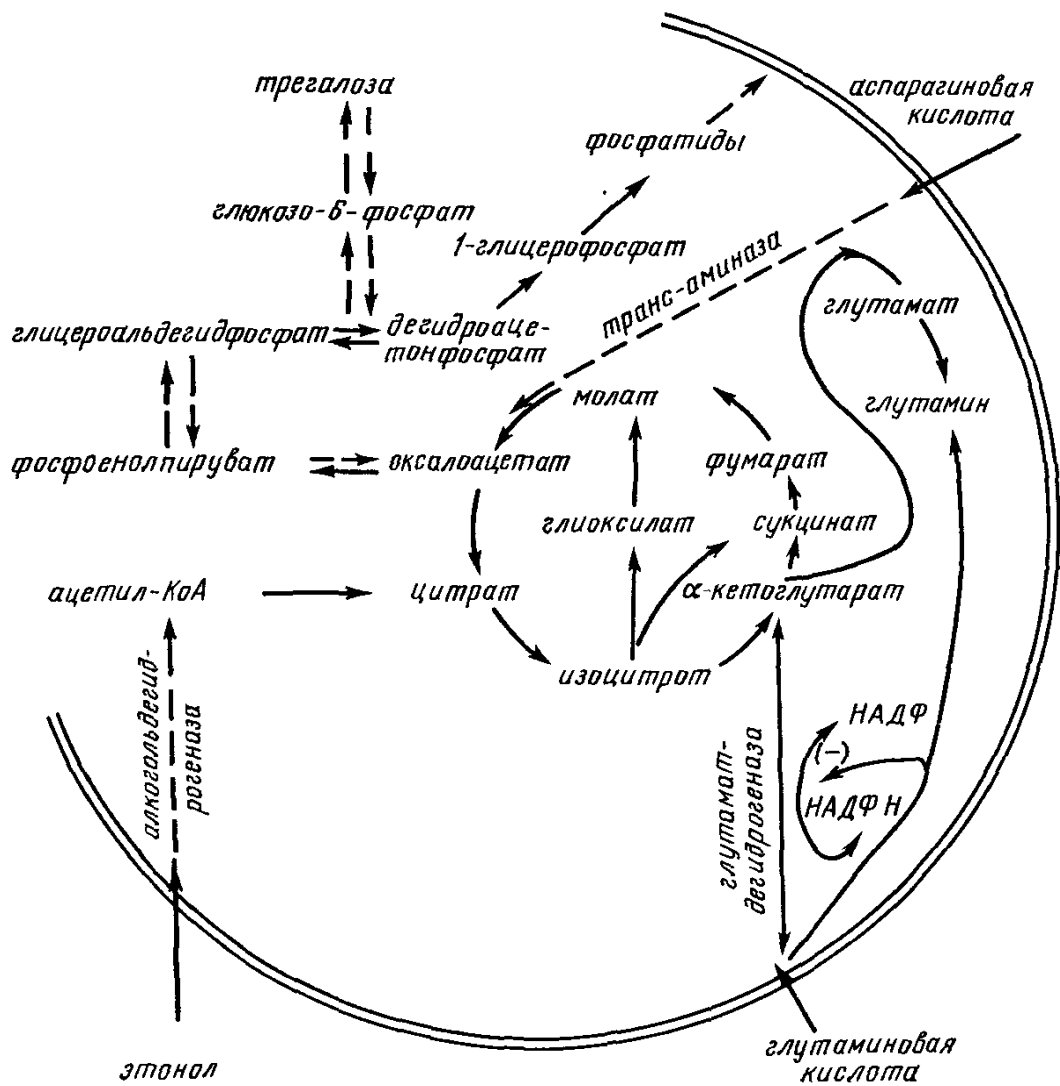 трегалоза
аспарагиновая
кислота
фосфатиды
глюкозо-6-фосфат
1-глицерофосфат
транс-аминаза
глутамат
глицероальдегидфосфат
дегидроаце-
тонфосфат
молат
глутамин
фосфоенолпируват
оксалоацетат
фумарат
глиоксилат
сукцинат
ацетил-КоА
цитрат
α-кетоглутарат
изоцитрот
алкогольдегид-
рогеназа
НАДФ
(-)
НАДФ Н
глутамат-
дегидрогеназа
этонол
глутаминовая
кислота